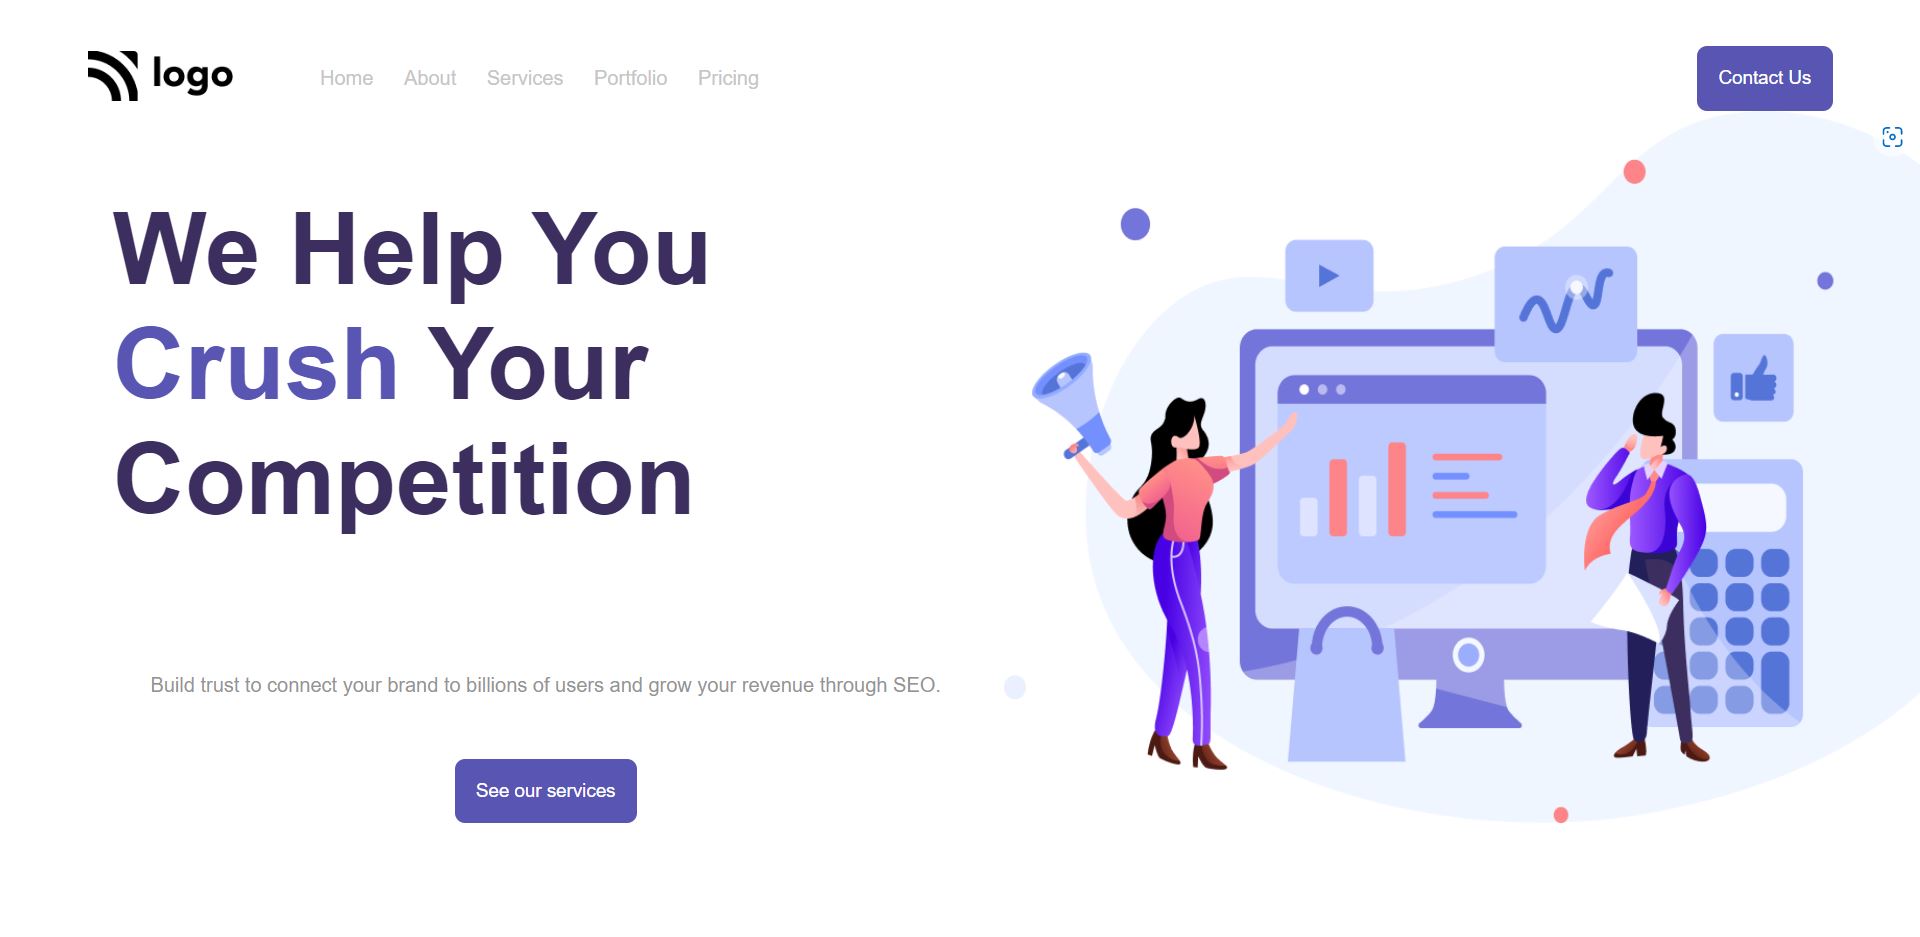 logo
Home About Services Portfolio Pricing
Contact Us
We Help You
Crush Your
Competition
Build trust to connect your brand to billions of users and grow your revenue through SEO.
See our services